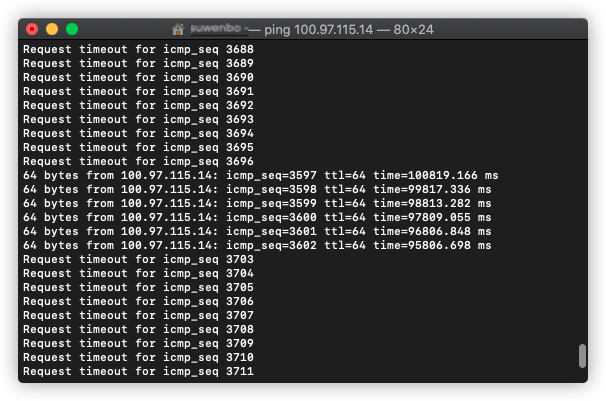 — ping 100.97.115.14 — 80×24
Request timeout for icmp_seq 3688
Request timeout for icmp_seq 3689
Request timeout for icmp_seq 3690
Request timeout for icmp_seq 3691
Request timeout for icmp_seq 3692
Request timeout for icmp_seq 3693
Request timeout for icmp_seq 3694
Request timeout for icmp_seq 3695
Request timeout for icmp_seq 3696
64 bytes from 100.97.115.14: icmp_seq=3597 ttl=64 time=100819.166 ms
64 bytes from 100.97.115.14: icmp_seq=3598 ttl=64 time=99817.336 ms
64 bytes from 100.97.115.14: icmp_seq=3599 ttl=64 time=98813.282 ms
64 bytes from 100.97.115.14: icmp_seq=3600 ttl=64 time=97809.055 ms
64 bytes from 100.97.115.14: icmp_seq=3601 ttl=64 time=96806.848 ms
64 bytes from 100.97.115.14: icmp_seq=3602 ttl=64 time=95806.698 ms
Request timeout for icmp_seq 3703
Request timeout for icmp_seq 3704
Request timeout for icmp_seq 3705
Request timeout for icmp_seq 3706
Request timeout for icmp_seq 3707
Request timeout for icmp_seq 3708
Request timeout for icmp_seq 3709
Request timeout for icmp_seq 3710
Request timeout for icmp_seq 3711